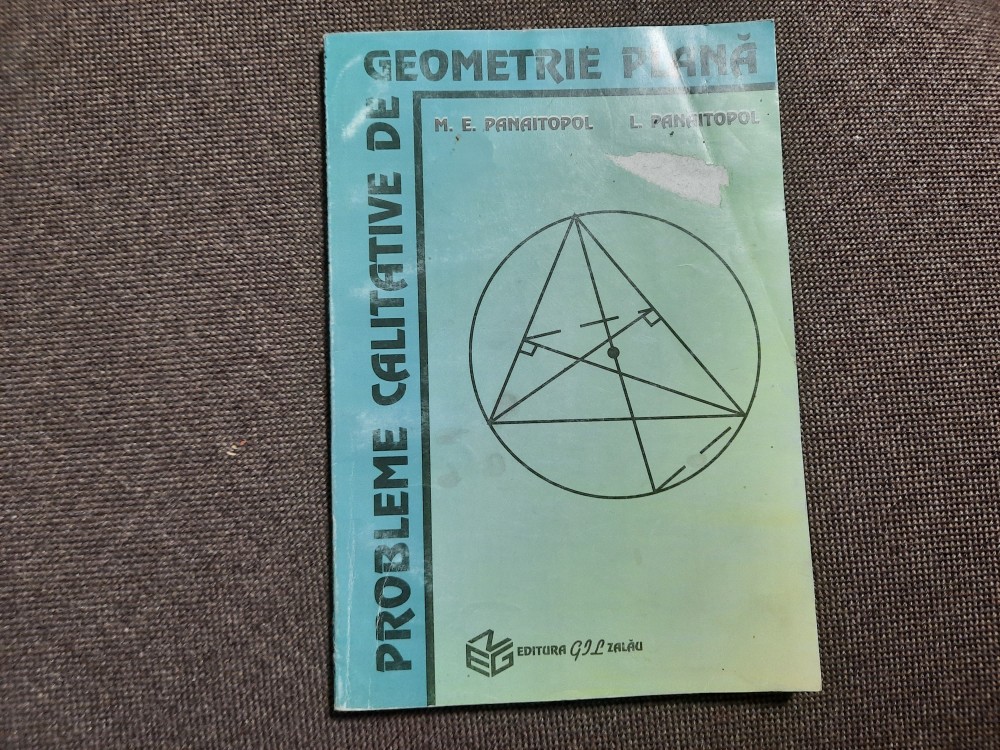 PROBLEME CALITATIVE DE
GEOMETRIE PLANĂ
M. E. PANAITOPOL L. PANAITOPOL
EDITURA GIL ZALĂU